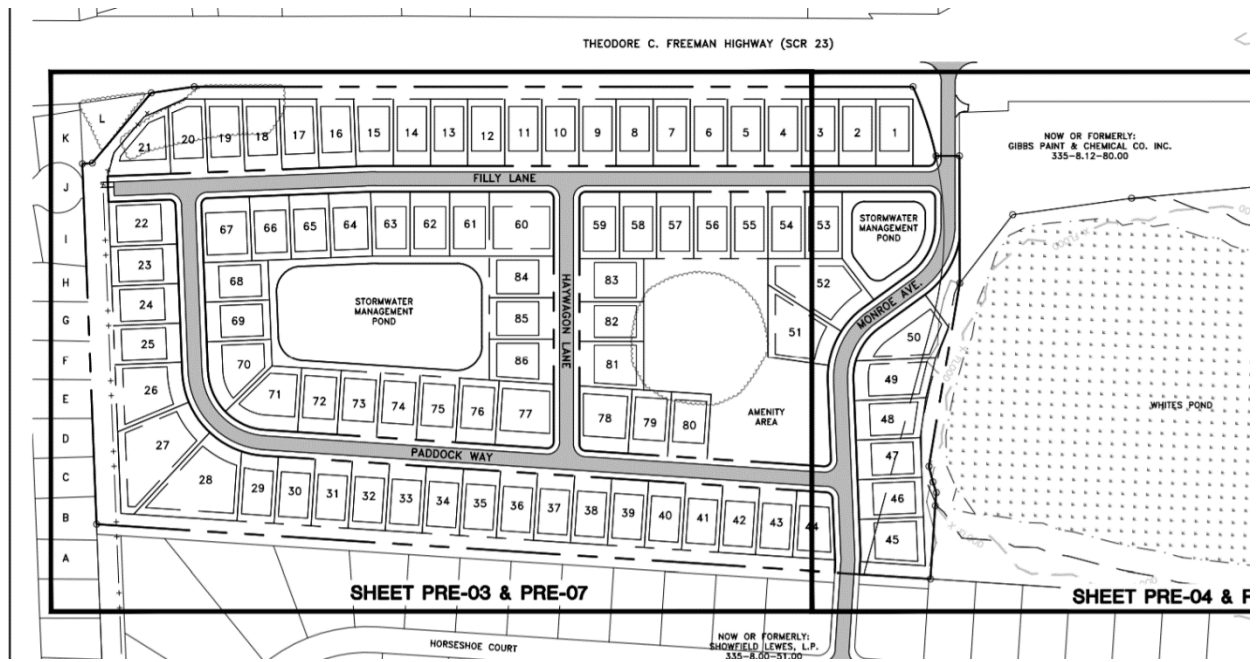 THEODORE C. FREEMAN HIGHWAY (SCR 23)
L
K
21 20 19 18 17 16 15 14 13 12 11 10 9 8 7 6 5 4 3 2 1
NOW OR FORMERLY:
GIBBS PAINT & CHEMICAL CO. INC.
335-8.12-80.00
J
FILLY LANE
22
67 66 65 64 63 62 61 60 59 58 57 56 55 54 53
STORMWATER
MANAGEMENT
POND
I
23
68
84
83
52
H
HAYWAGON LANE
MONROE AVE.
24
STORMWATER
MANAGEMENT
POND
G
69
85
82
51
50
25
F
70
86
81
49
26
E
71 72 73 74 75 76 77
78 79 80
AMENITY
AREA
48
WHITES POND
27
D
PADDOCK WAY
47
C
28 29 30 31 32 33 34 35 36 37 38 39 40 41 42 43 44
46
B
45
A
SHEET PRE-03 & PRE-07
SHEET PRE-04 & P
HORSESHOE COURT
NOW OR FORMERLY:
SHOWFIELD LEWES, L.P.
335-8.00-51.00